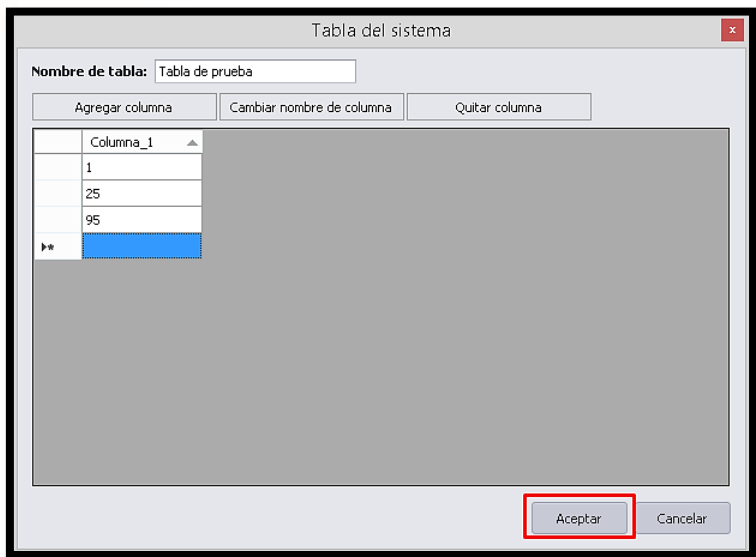 Tabla del sistema
x
Nombre de tabla: Tabla de prueba
Agregar columna Cambiar nombre de columna Quitar columna
Columna_1
1
25
95
Aceptar Cancelar